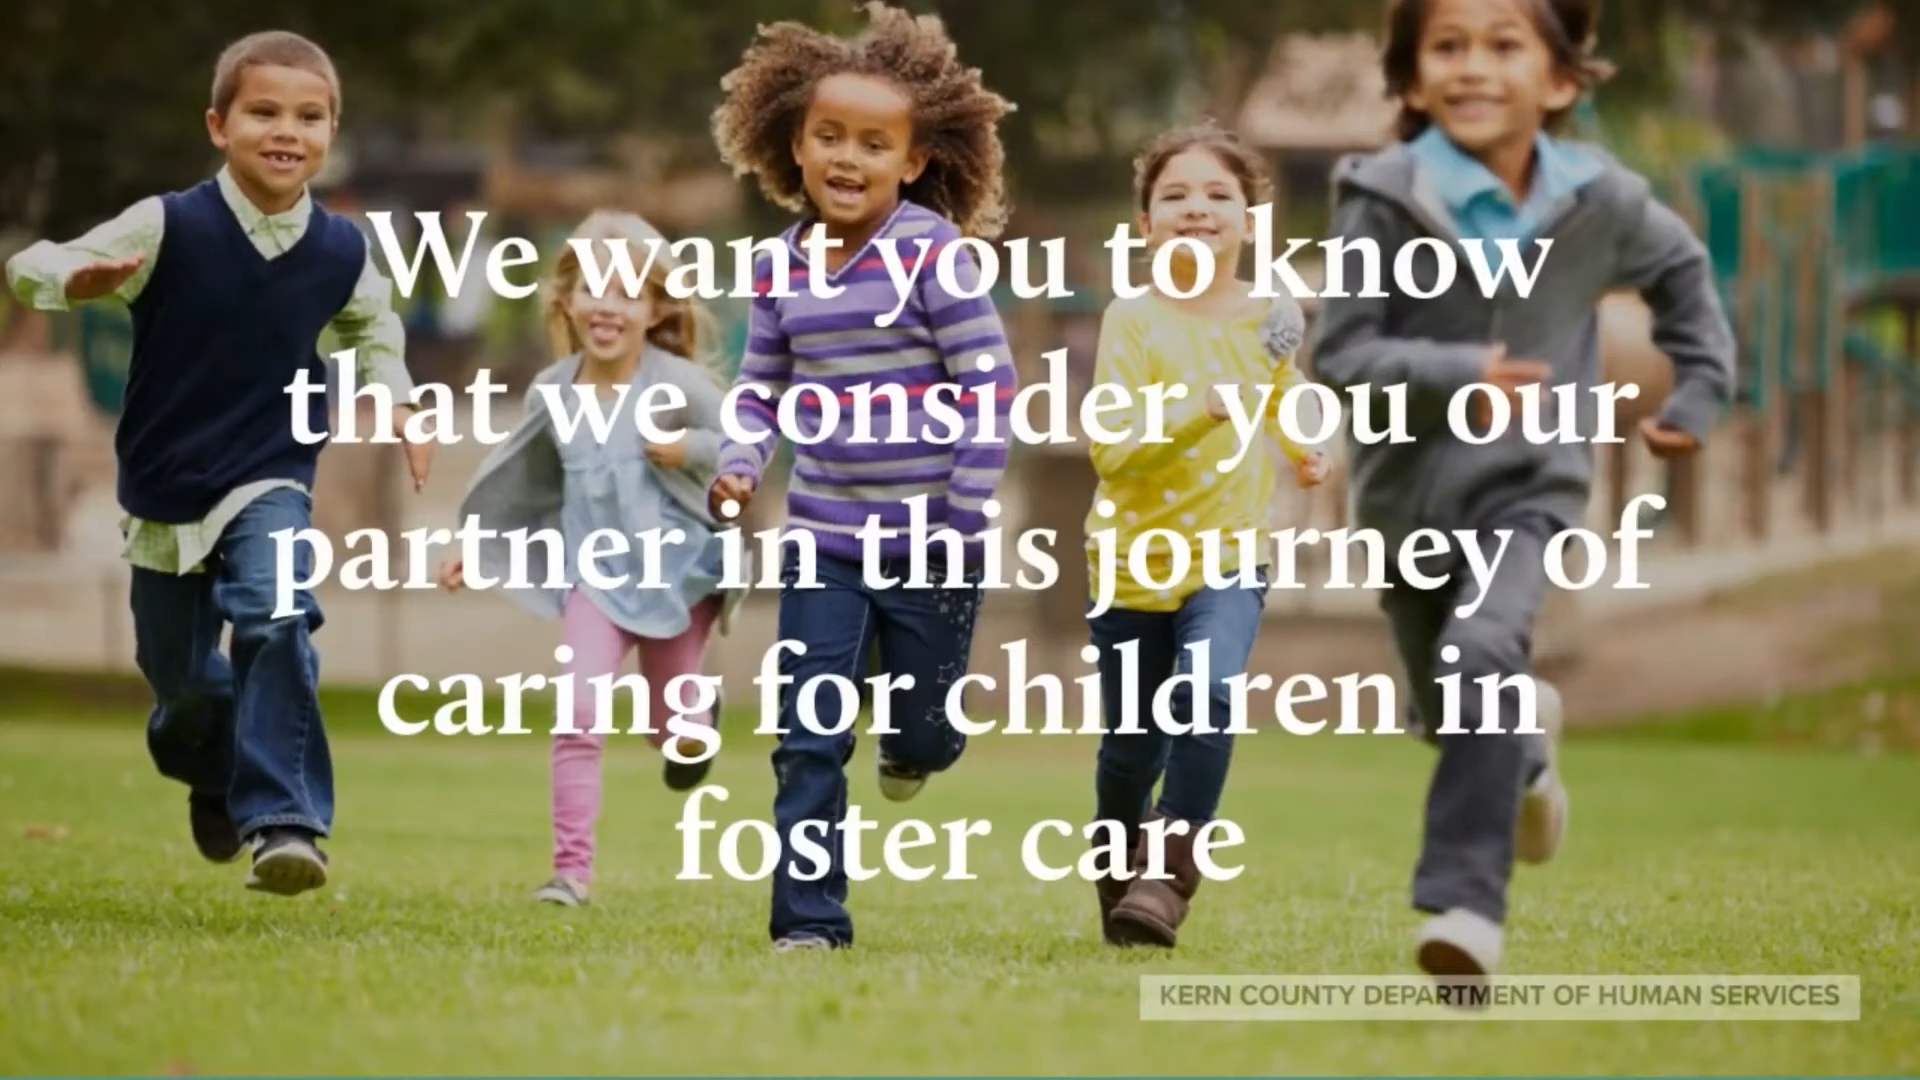 We want you to know
that we consider you our
partner in this journey of
caring for children in
foster care
KERN COUNTY DEPARTMENT OF HUMAN SERVICES